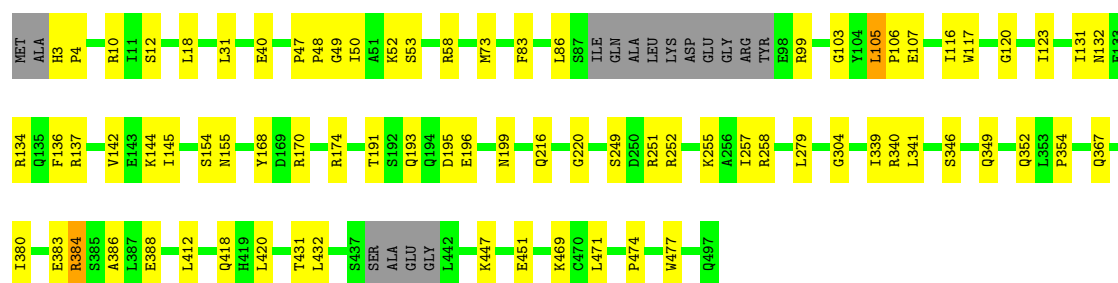 MET ALA H3 P4 R10 I11 S12 L18 L31 E40 P47 P48 G49 I50 A51 K52 S53 R58 M73 F83 L86 S87 ILE GLN ALA LEU LYS ASP GLU GLY ARG TYR E98 R99 G103 Y104 L105 P106 E107 I116 W117 G120 I123 I131 N132 E133
R134 Q135 F136 R137 V142 E143 K144 I145 S154 N155 Y168 D169 R170 R174 T191 S192 Q193 Q194 D195 E196 N199 Q216 G220 S249 D250 R251 R252 K255 A256 I257 R258 L279 G304 I339 R340 L341 S346 Q349 Q352 L353 P354 Q367
I380 E383 R384 S385 A386 L387 E388 L412 Q418 H419 L420 T431 L432 S437 SER ALA GLU GLY L442 K447 E451 K469 C470 L471 P474 W477 Q497